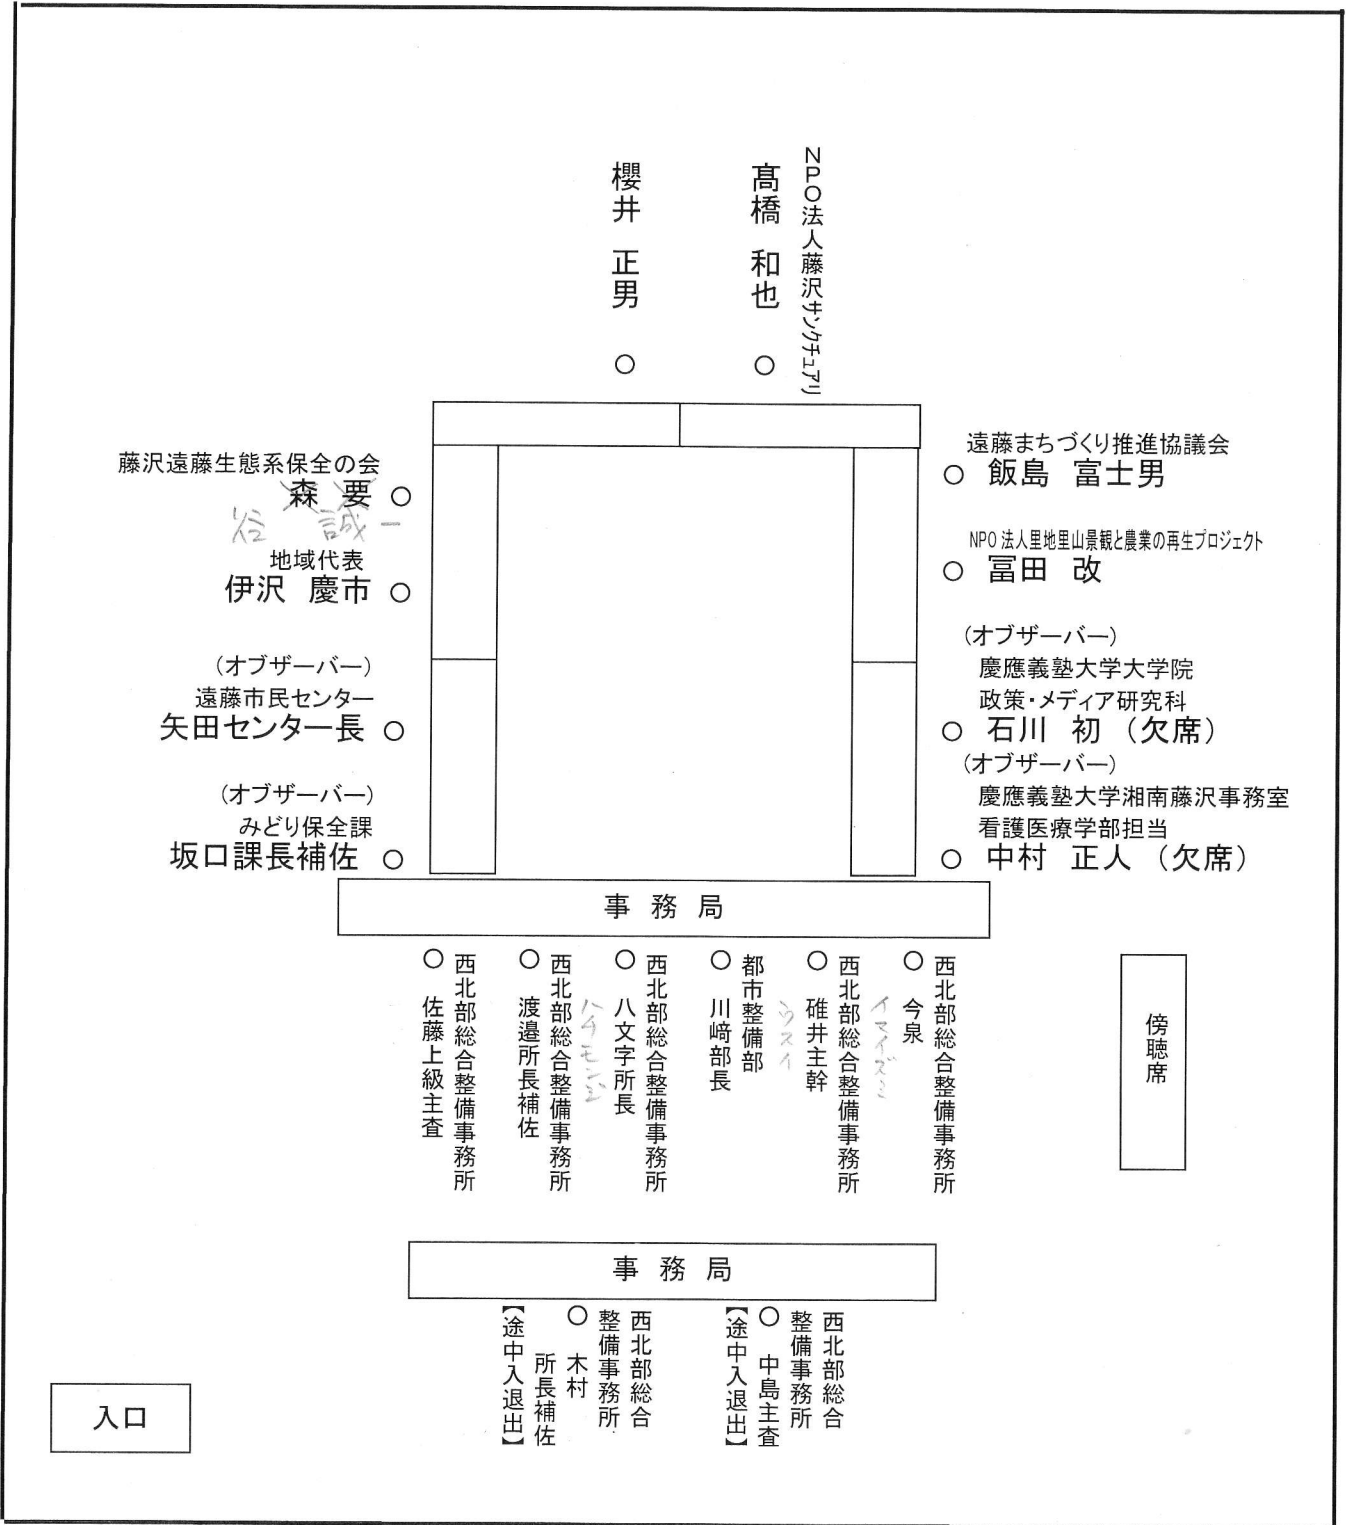 NPO法人藤沢サンクチュアリ
髙橋 和也
櫻井 正男
藤沢遠藤生態系保全の会
森 要
谷 誠一
地域代表
伊沢 慶市
(オブザーバー)
遠藤市民センター
矢田センター長
(オブザーバー)
みどり保全課
坂口課長補佐
遠藤まちづくり推進協議会
飯島 富士男
NPO法人里地里山景観と農業の再生プロジェクト
冨田 改
(オブザーバー)
慶應義塾大学大学院
政策・メディア研究科
石川 初 (欠席)
(オブザーバー)
慶應義塾大学湘南藤沢事務室
看護医療学部担当
中村 正人 (欠席)
事務局
西北部総合整備事務所
今泉
イマイズミ
西北部総合整備事務所
碓井主幹
ウスイ
都市整備部
川﨑部長
西北部総合整備事務所
八文字所長
ハチモンジ
西北部総合整備事務所
渡邉所長補佐
西北部総合整備事務所
佐藤上級主査
傍聴席
事務局
西北部総合
整備事務所
中島主査
【途中入退出】
西北部総合
整備事務所
木村
所長補佐
【途中入退出】
入口